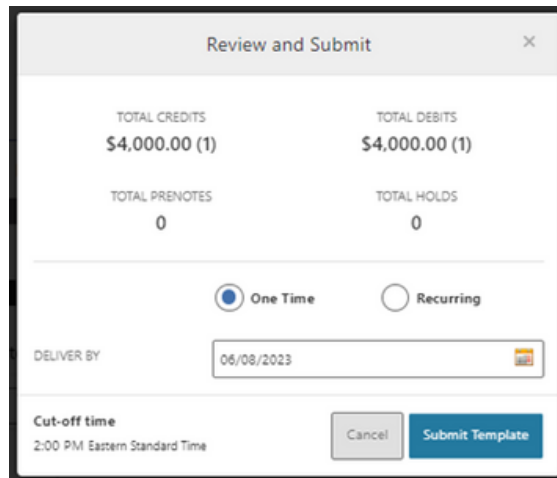 Review and Submit
TOTAL CREDITS
$4,000.00 (1)
TOTAL DEBITS
$4,000.00 (1)
TOTAL PRENOTES
0
TOTAL HOLDS
0
One Time
Recurring
DELIVER BY
06/08/2023
Cut-off time
2:00 PM Eastern Standard Time
Cancel
Submit Template